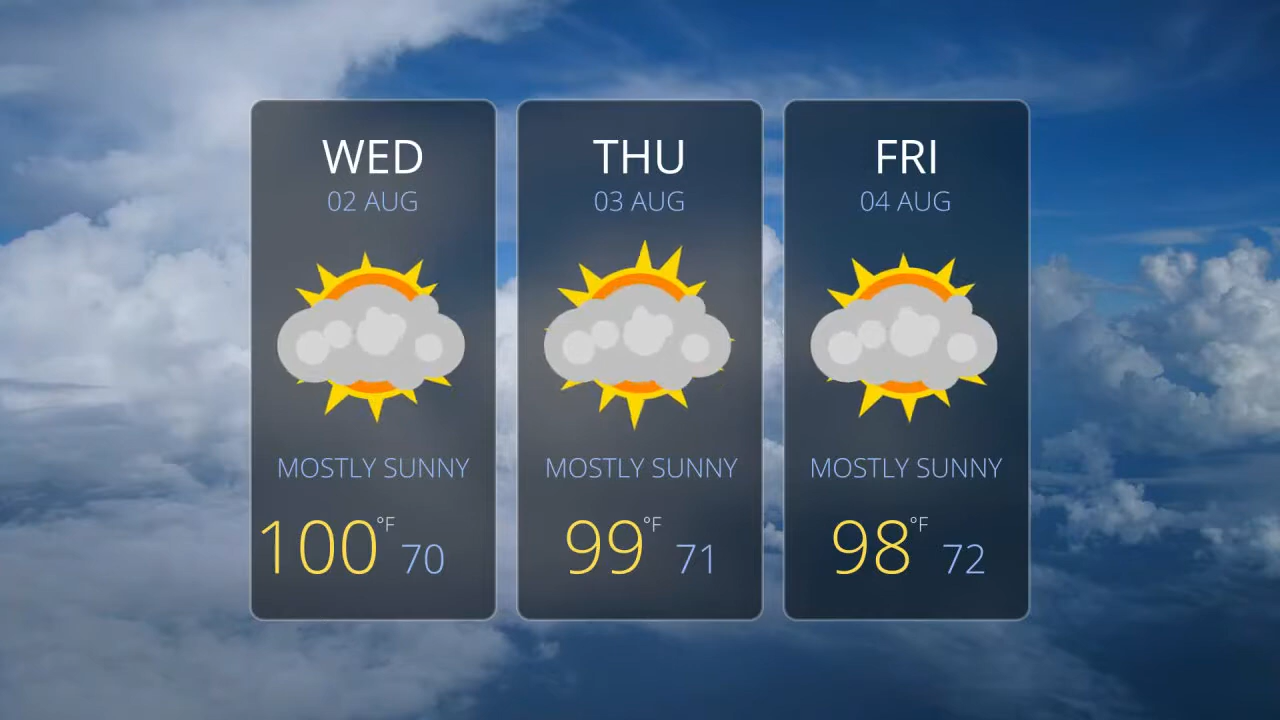 WED
02 AUG
MOSTLY SUNNY
100°F 70
THU
03 AUG
MOSTLY SUNNY
99°F 71
FRI
04 AUG
MOSTLY SUNNY
98°F 72